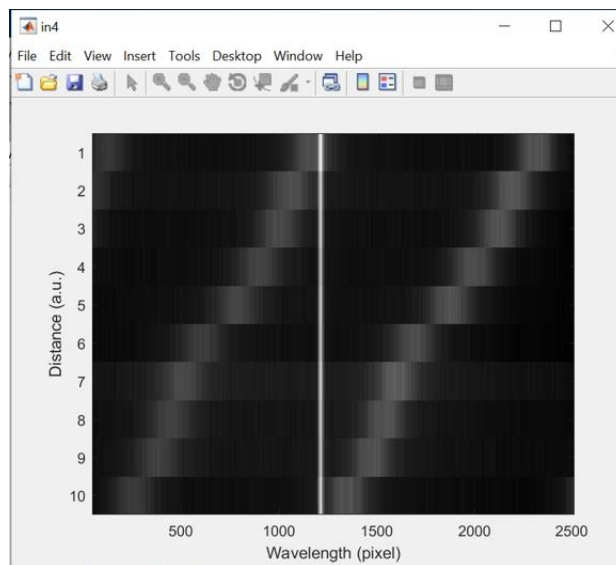 in4
File Edit View Insert Tools Desktop Window Help
1
2
3
4
5
6
7
8
9
10
Distance (a.u.)
500 1000 1500 2000 2500
Wavelength (pixel)